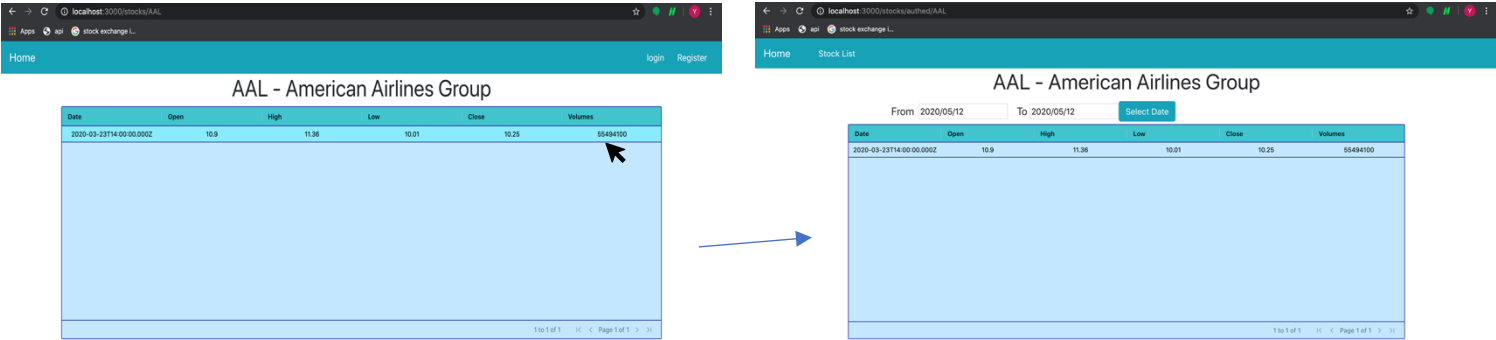 localhost:3000/stocks/AAL
Apps api stock exchange i...
Home login Register
AAL - American Airlines Group
Date Open High Low Close Volumes
2020-03-23T14:00:00.000Z 10.9 11.36 10.01 10.25 55494100
1 to 1 of 1 Page 1 of 1
localhost:3000/stocks/authed/AAL
Apps api stock exchange i...
Home Stock List
AAL - American Airlines Group
From 2020/05/12 To 2020/05/12 Select Date
Date Open High Low Close Volumes
2020-03-23T14:00:00.000Z 10.9 11.36 10.01 10.25 55494100
1 to 1 of 1 Page 1 of 1